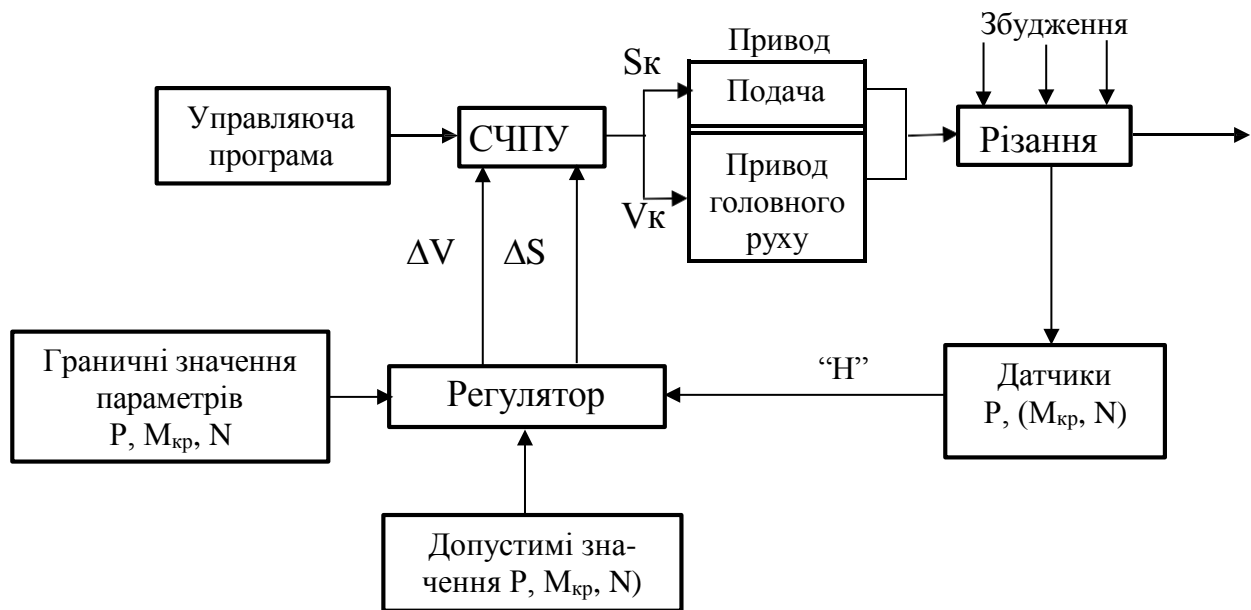 Привод
Збудження
Sк
Подача
Управляюча
програма
СЧПУ
Різання
Привод
головного
руху
Vк
ΔV
ΔS
Граничні значення
параметрів
P, Mкр, N
Регулятор
“Н”
Датчики
P, (Mкр, N)
Допустимі зна-
чення P, Mкр, N)